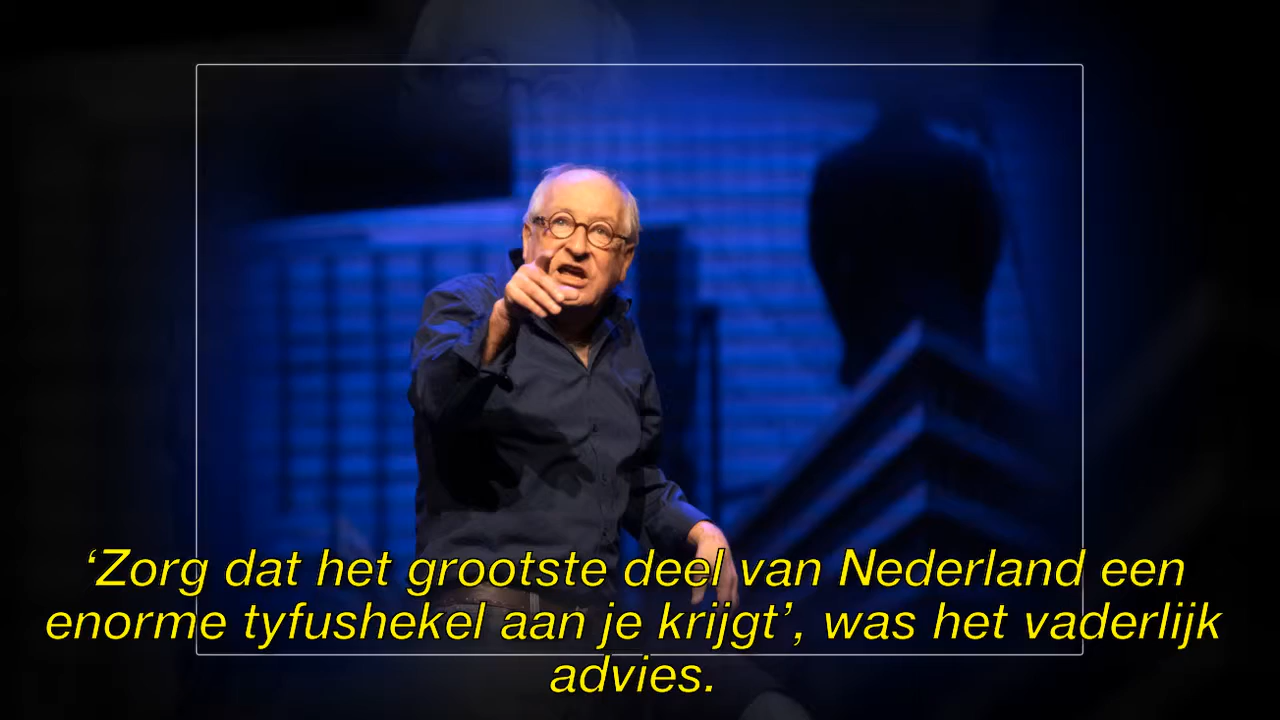 ‘Zorg dat het grootste deel van Nederland een
enorme tyfushekel aan je krijgt’, was het vaderlijk
advies.